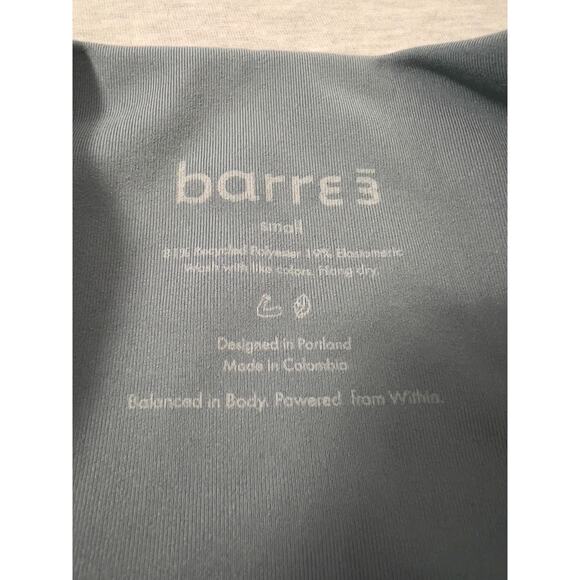 barrɛ3̄
small
81% Recycled Polyester 19% Elastomeric
Wash with like colors. Hang dry.
Designed in Portland
Made in Colombia
Balanced in Body. Powered from Within.